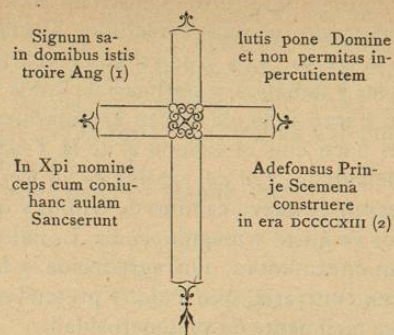 Signum sa- lutis pone Domine
in domibus istis et non permitas in-
troire Ang (1) percutientem
In Xpi nomine Adefonsus Prin-
ceps cum coniu- je Scemena
hanc aulam construere
Sancserunt in era DCCCCXIII (2)